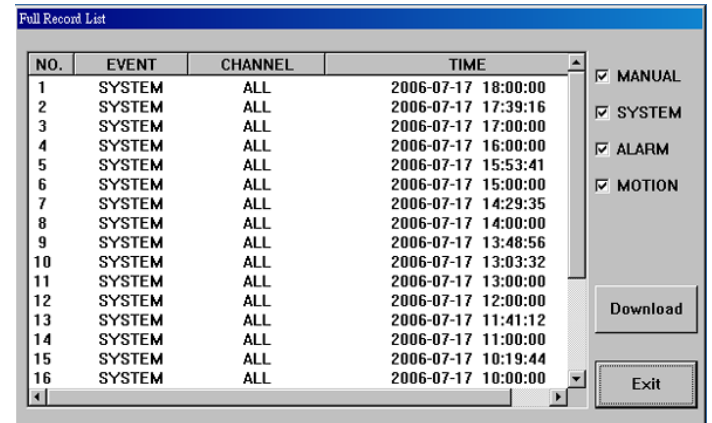 Full Record List
NO. EVENT CHANNEL TIME
1 SYSTEM ALL 2006-07-17 18:00:00
2 SYSTEM ALL 2006-07-17 17:39:16
3 SYSTEM ALL 2006-07-17 17:00:00
4 SYSTEM ALL 2006-07-17 16:00:00
5 SYSTEM ALL 2006-07-17 15:53:41
6 SYSTEM ALL 2006-07-17 15:00:00
7 SYSTEM ALL 2006-07-17 14:29:35
8 SYSTEM ALL 2006-07-17 14:00:00
9 SYSTEM ALL 2006-07-17 13:48:56
10 SYSTEM ALL 2006-07-17 13:03:32
11 SYSTEM ALL 2006-07-17 13:00:00
12 SYSTEM ALL 2006-07-17 12:00:00
13 SYSTEM ALL 2006-07-17 11:41:12
14 SYSTEM ALL 2006-07-17 11:00:00
15 SYSTEM ALL 2006-07-17 10:19:44
16 SYSTEM ALL 2006-07-17 10:00:00
MANUAL
SYSTEM
ALARM
MOTION
Download
Exit